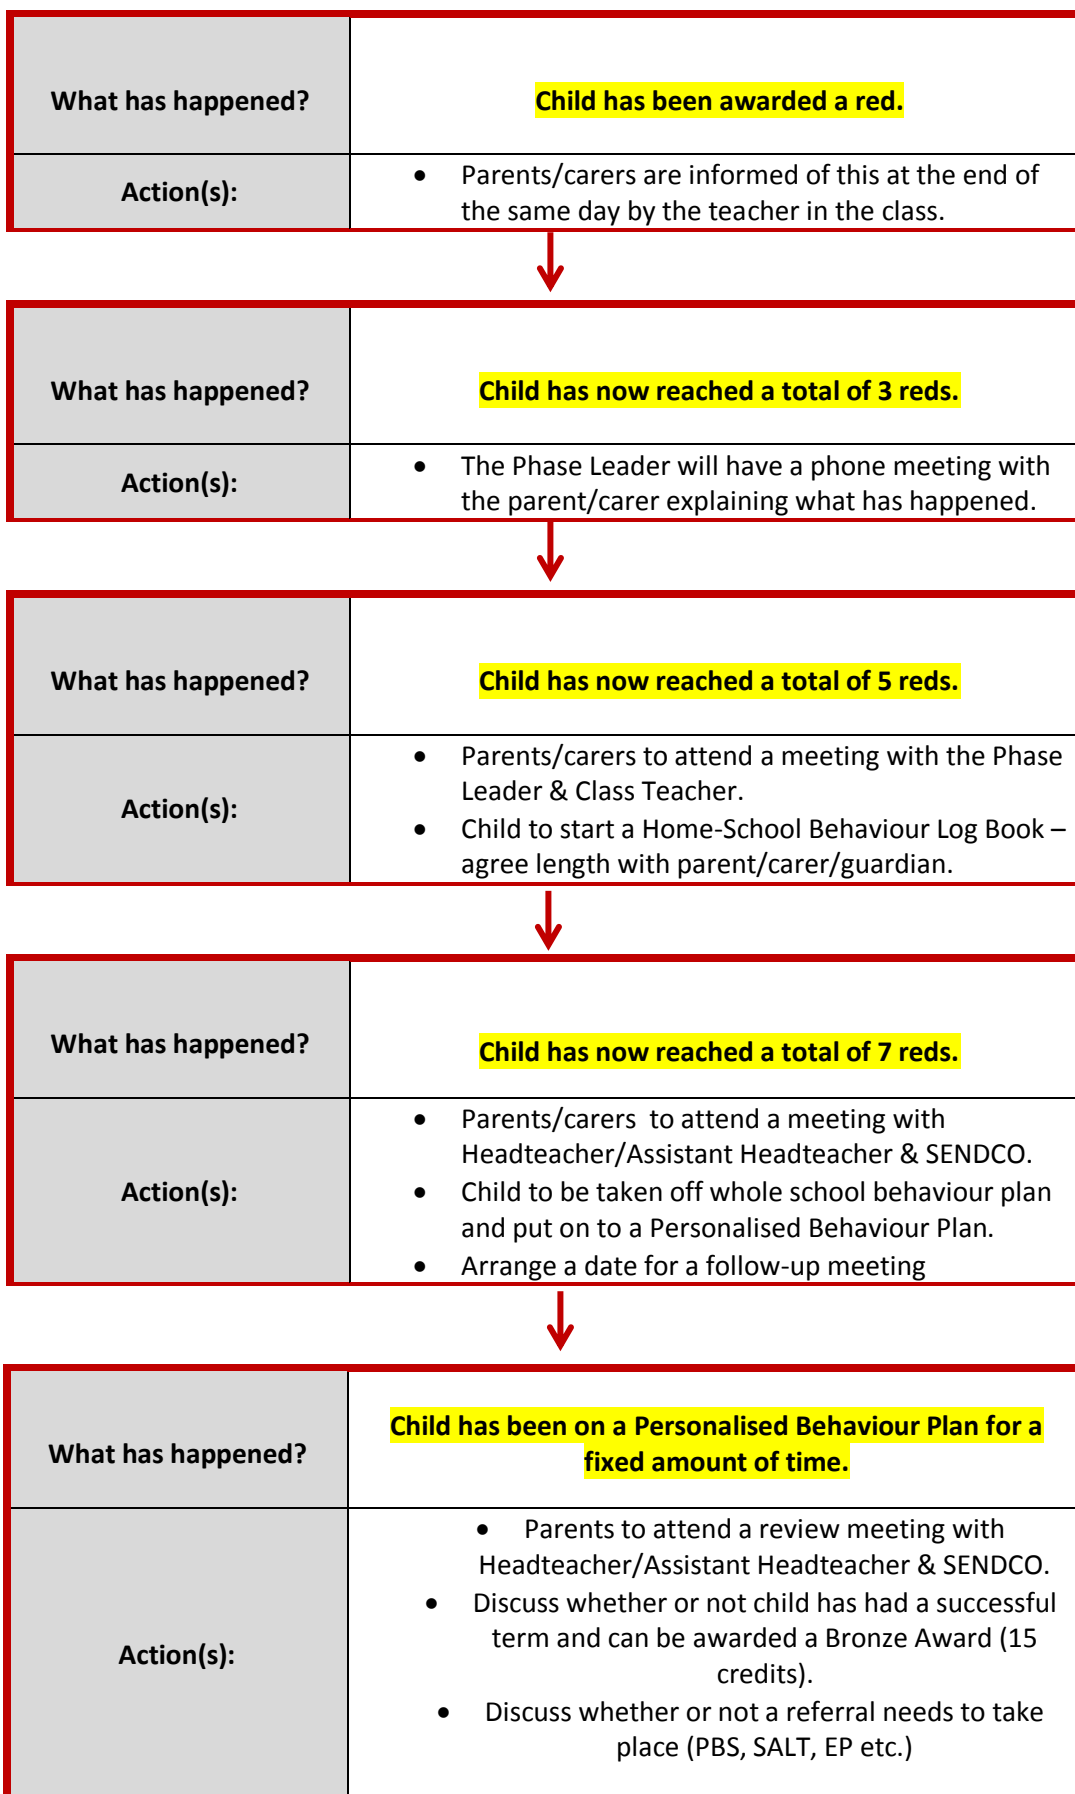 What has happened?
Child has been awarded a red.
Action(s):
• Parents/carers are informed of this at the end of
the same day by the teacher in the class.
What has happened?
Child has now reached a total of 3 reds.
Action(s):
• The Phase Leader will have a phone meeting with
the parent/carer explaining what has happened.
What has happened?
Child has now reached a total of 5 reds.
Action(s):
• Parents/carers to attend a meeting with the Phase
Leader & Class Teacher.
• Child to start a Home-School Behaviour Log Book –
agree length with parent/carer/guardian.
What has happened?
Child has now reached a total of 7 reds.
Action(s):
• Parents/carers  to attend a meeting with
Headteacher/Assistant Headteacher & SENDCO.
• Child to be taken off whole school behaviour plan
and put on to a Personalised Behaviour Plan.
• Arrange a date for a follow-up meeting
What has happened?
Child has been on a Personalised Behaviour Plan for a
fixed amount of time.
Action(s):
• Parents to attend a review meeting with
Headteacher/Assistant Headteacher & SENDCO.
• Discuss whether or not child has had a successful
term and can be awarded a Bronze Award (15
credits).
• Discuss whether or not a referral needs to take
place (PBS, SALT, EP etc.)